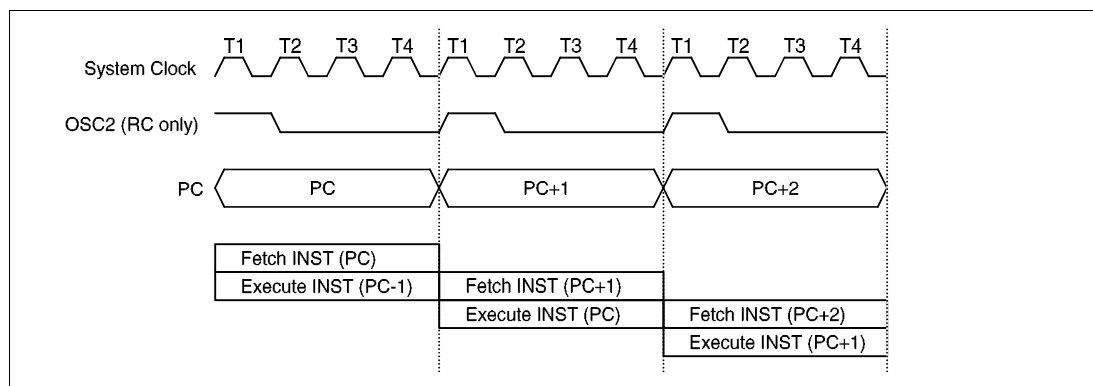 T1 T2 T3 T4 T1 T2 T3 T4 T1 T2 T3 T4
System Clock
OSC2 (RC only)
PC PC PC+1 PC+2
Fetch INST (PC)
Execute INST (PC-1) Fetch INST (PC+1)
Execute INST (PC) Fetch INST (PC+2)
Execute INST (PC+1)